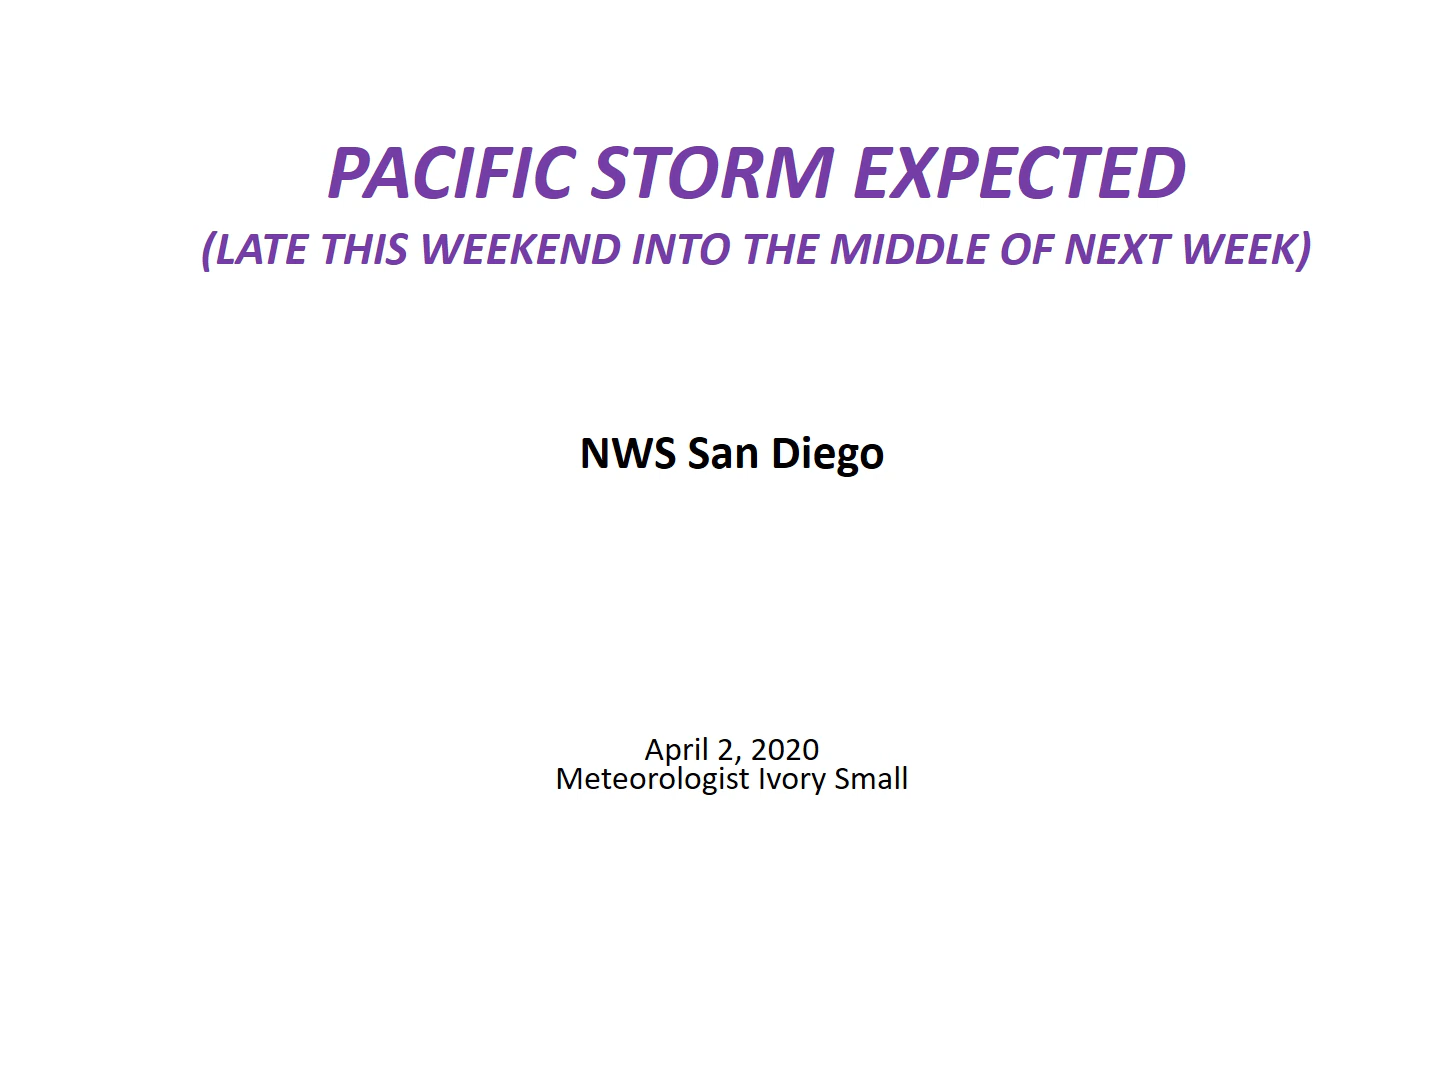 PACIFIC STORM EXPECTED
(LATE THIS WEEKEND INTO THE MIDDLE OF NEXT WEEK)
NWS San Diego
April 2, 2020
Meteorologist Ivory Small